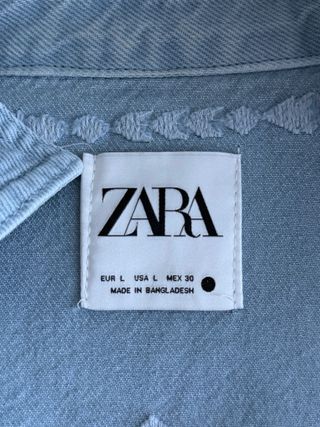 ZARA
EUR L USA L MEX 30
MADE IN BANGLADESH